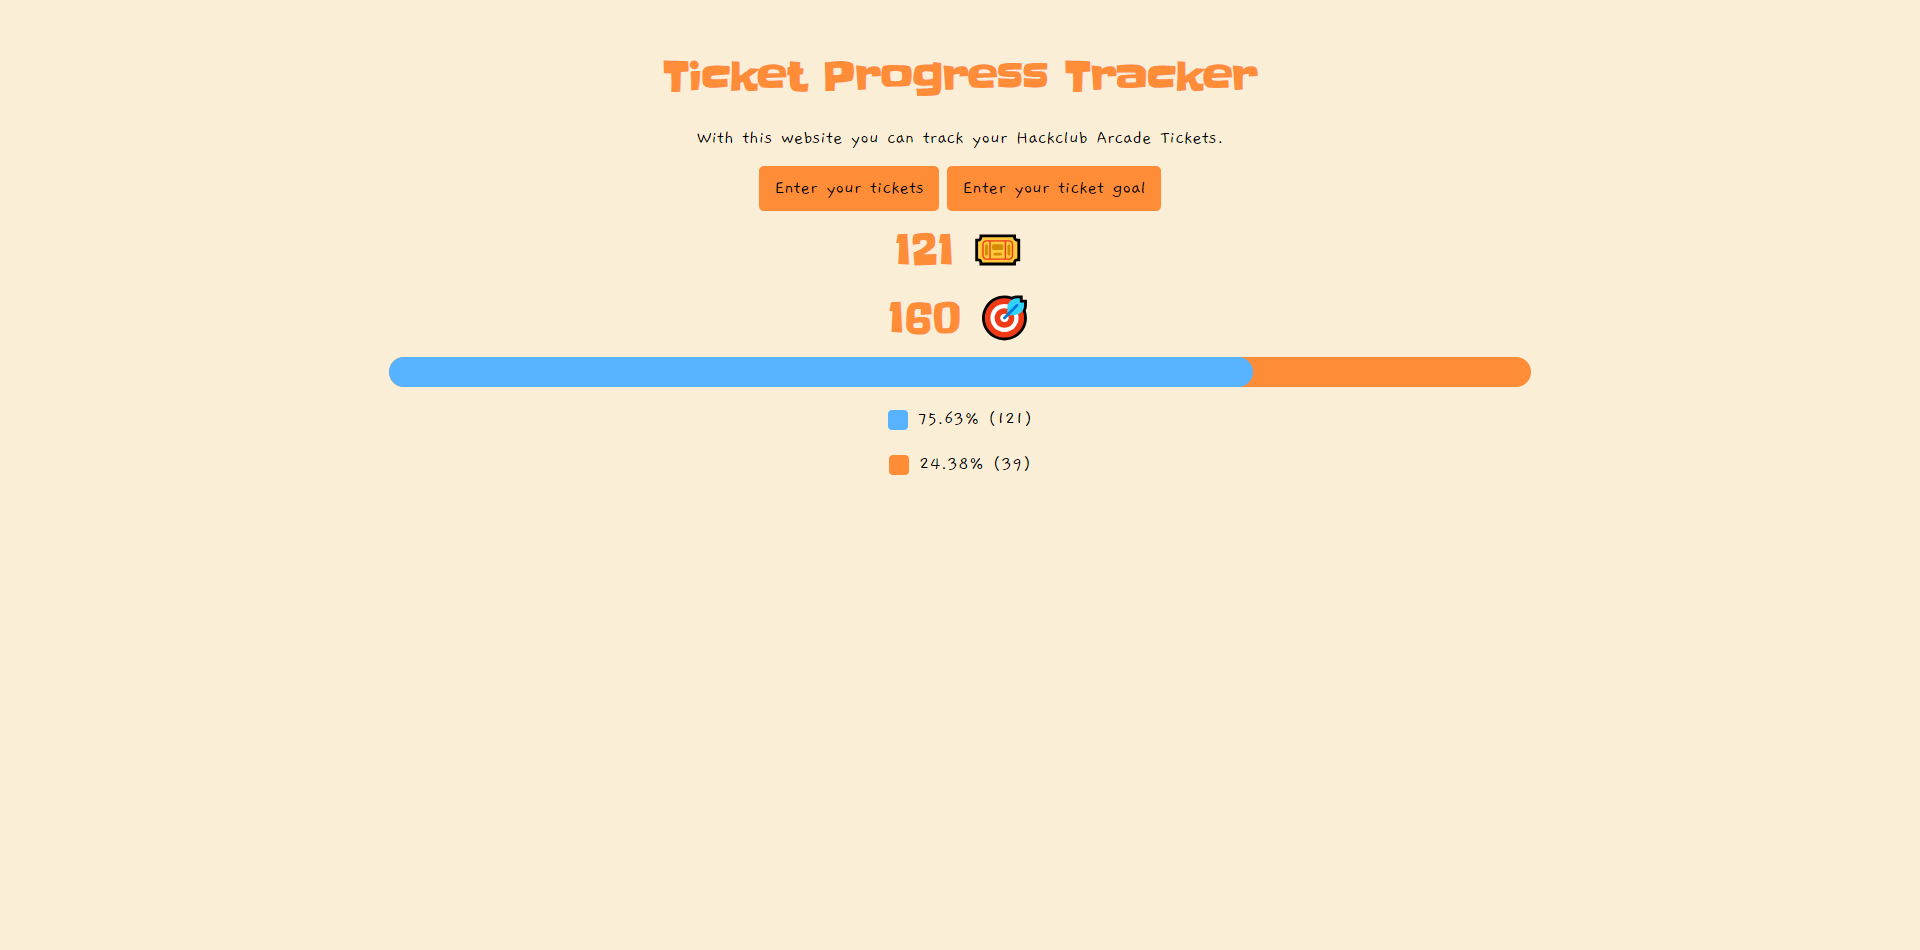 Ticket Progress Tracker
With this website you can track your Hackclub Arcade Tickets.
Enter your tickets Enter your ticket goal
121
160
75.63% (121)
24.38% (39)